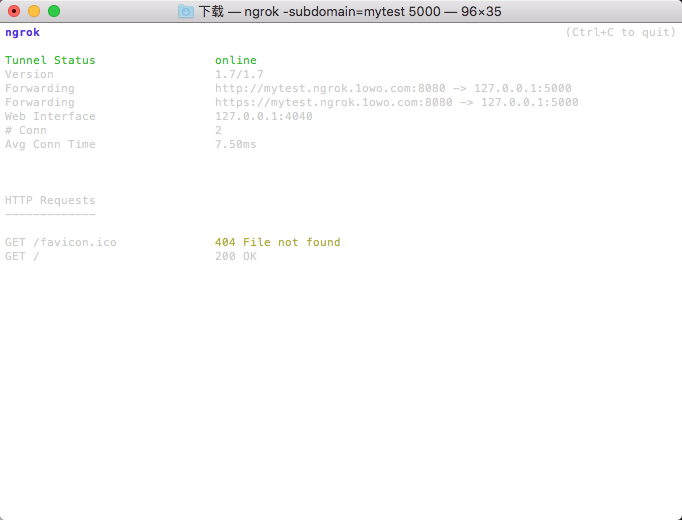 下载 — ngrok -subdomain=mytest 5000 — 96×35
ngrok (Ctrl+C to quit)
Tunnel Status online
Version 1.7/1.7
Forwarding http://mytest.ngrok.1owo.com:8080 -> 127.0.0.1:5000
Forwarding https://mytest.ngrok.1owo.com:8080 -> 127.0.0.1:5000
Web Interface 127.0.0.1:4040
# Conn 2
Avg Conn Time 7.50ms
HTTP Requests
-------------
GET /favicon.ico 404 File not found
GET / 200 OK